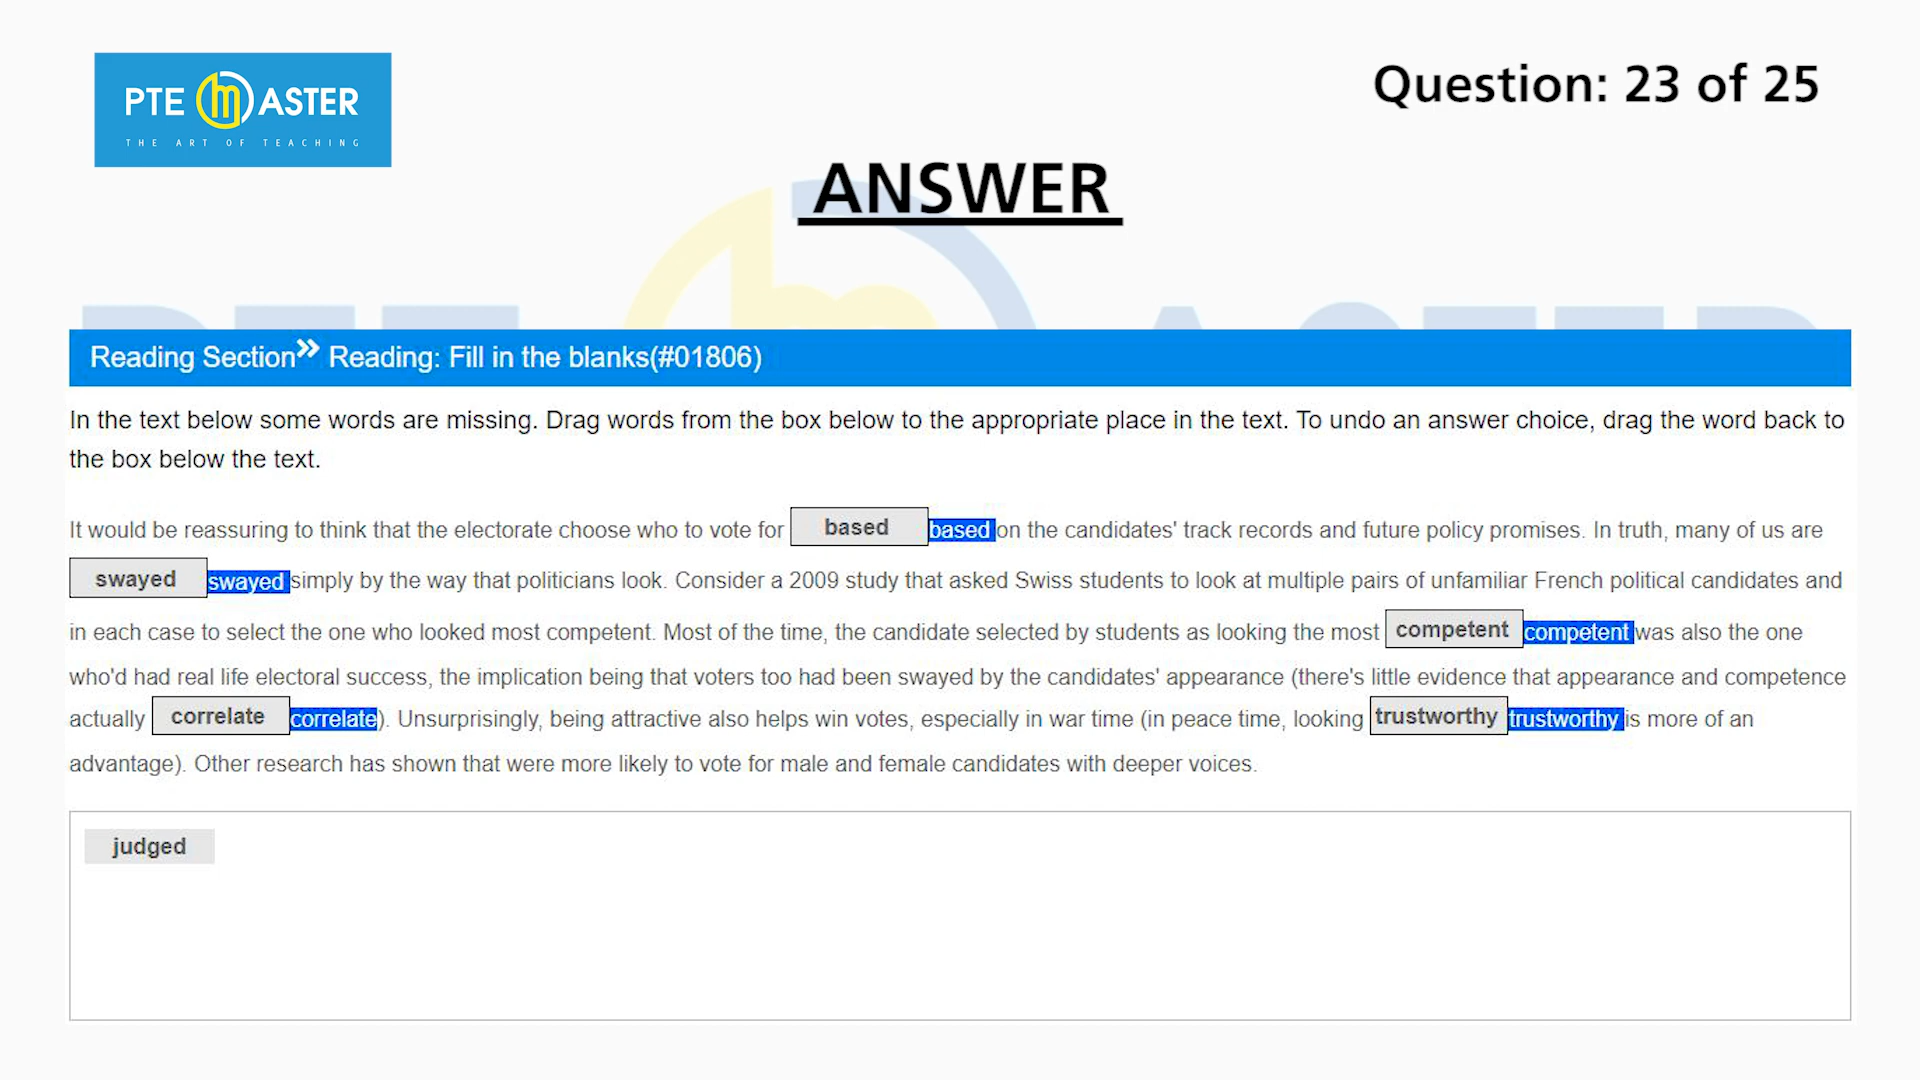 PTE MASTER
THE ART OF TEACHING
Question: 23 of 25
ANSWER
Reading Section» Reading: Fill in the blanks(#01806)
In the text below some words are missing. Drag words from the box below to the appropriate place in the text. To undo an answer choice, drag the word back to
the box below the text.
It would be reassuring to think that the electorate choose who to vote for based based on the candidates' track records and future policy promises. In truth, many of us are
swayed swayed simply by the way that politicians look. Consider a 2009 study that asked Swiss students to look at multiple pairs of unfamiliar French political candidates and
in each case to select the one who looked most competent. Most of the time, the candidate selected by students as looking the most competent competent was also the one
who'd had real life electoral success, the implication being that voters too had been swayed by the candidates' appearance (there's little evidence that appearance and competence
actually correlate correlate). Unsurprisingly, being attractive also helps win votes, especially in war time (in peace time, looking trustworthy trustworthy is more of an
advantage). Other research has shown that were more likely to vote for male and female candidates with deeper voices.
judged